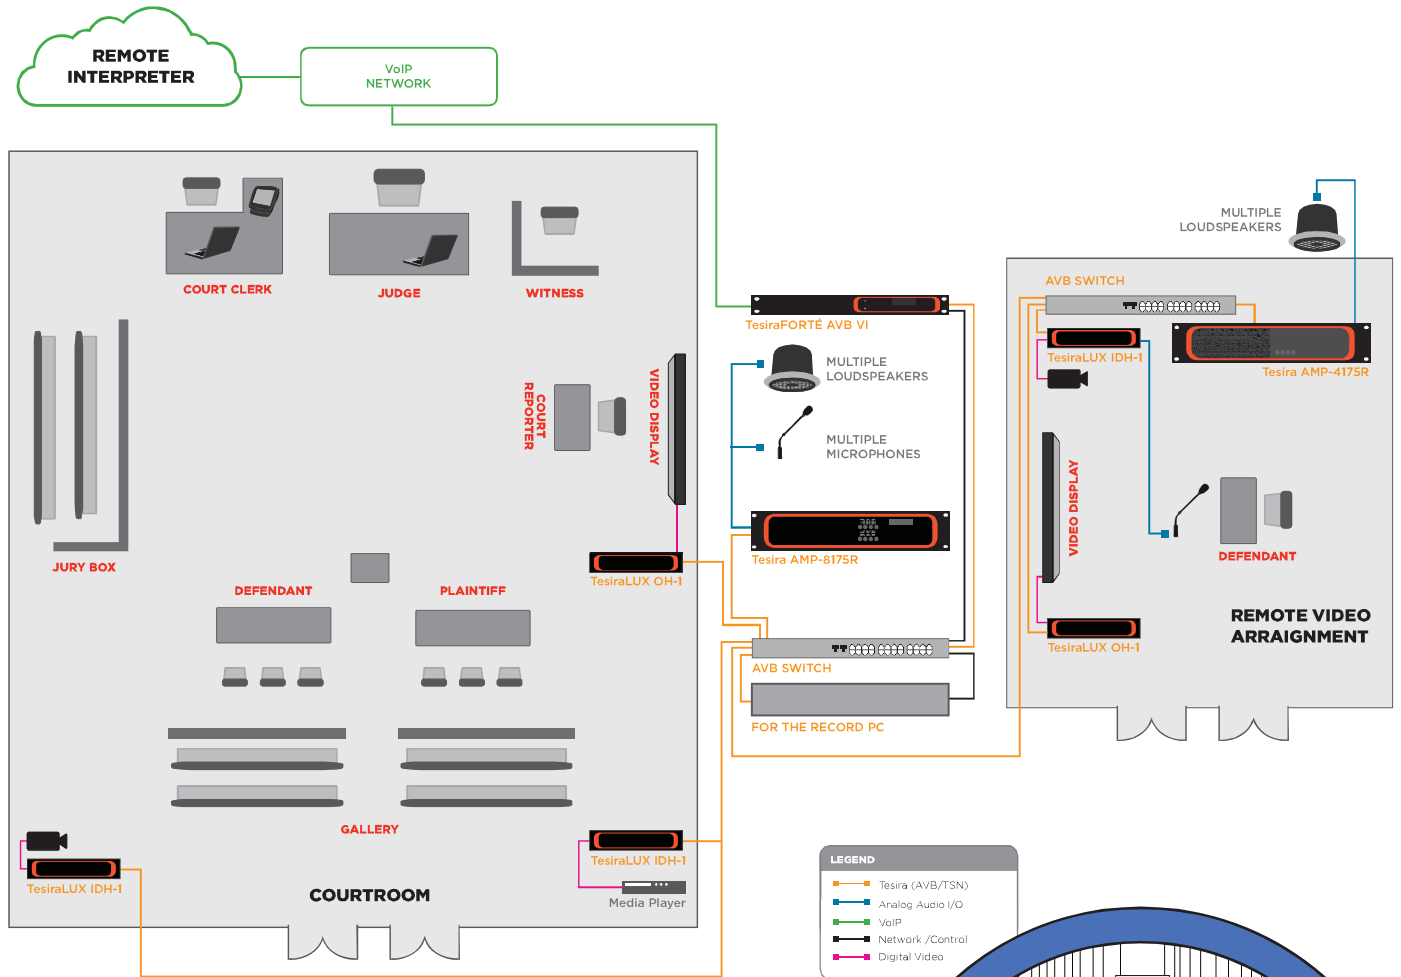 REMOTE
INTERPRETER
VoIP
NETWORK
COURT CLERK
JUDGE
WITNESS
JURY BOX
COURT
REPORTER
VIDEO DISPLAY
TesiraLUX OH-1
DEFENDANT
PLAINTIFF
GALLERY
TesiraLUX IDH-1
COURTROOM
TesiraLUX IDH-1
Media Player
TesiraFORTÉ AVB VI
MULTIPLE
LOUDSPEAKERS
MULTIPLE
MICROPHONES
Tesira AMP-8175R
AVB SWITCH
FOR THE RECORD PC
MULTIPLE
LOUDSPEAKERS
AVB SWITCH
TesiraLUX IDH-1
Tesira AMP-4175R
VIDEO DISPLAY
DEFENDANT
REMOTE VIDEO
ARRAIGNMENT
TesiraLUX OH-1
LEGEND
Tesira (AVB/TSN)
Analog Audio I/O
VoIP
Network /Control
Digital Video